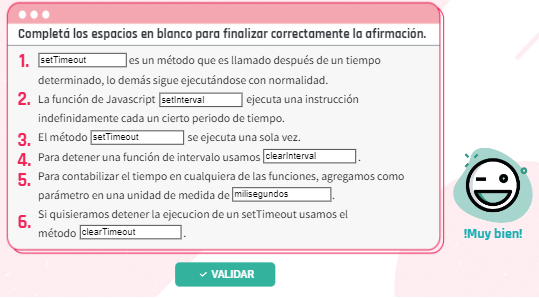 Completá los espacios en blanco para finalizar correctamente la afirmación.
1. setTimeout es un método que es llamado después de un tiempo
determinado, lo demás sigue ejecutándose con normalidad.
2. La función de Javascript setInterval ejecuta una instrucción
indefinidamente cada un cierto periodo de tiempo.
3. El método setTimeout se ejecuta una sola vez.
4. Para detener una función de intervalo usamos clearInterval .
5. Para contabilizar el tiempo en cualquiera de las funciones, agregamos como
parámetro en una unidad de medida de milisegundos .
6. Si quisieramos detener la ejecucion de un setTimeout usamos el
método clearTimeout .
!Muy bien!
✓ VALIDAR